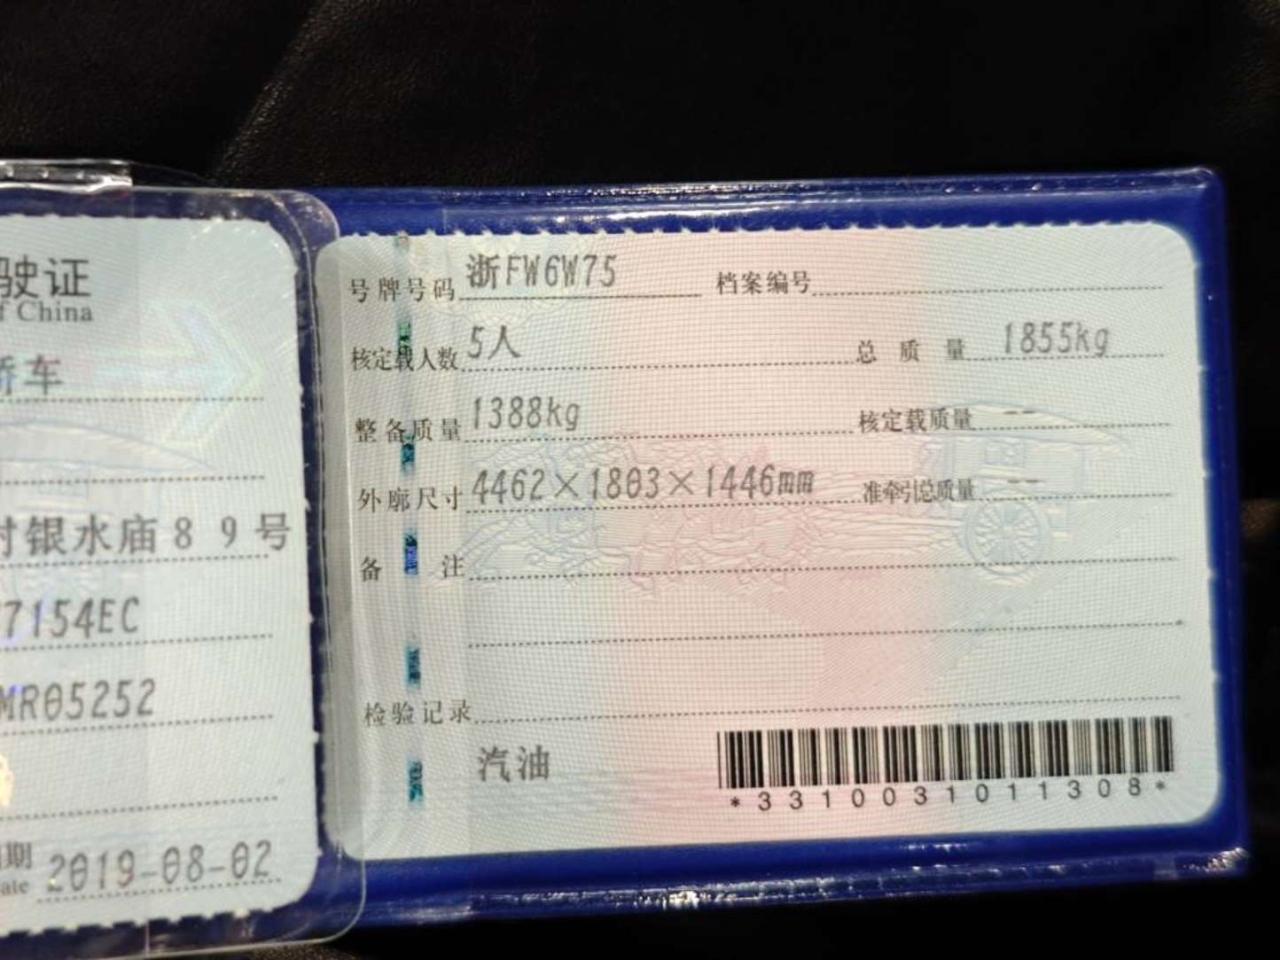 驶证
f China
轿车
村银水庙89号
7154EC
MR05252
期
ate 2019-08-02
号牌号码 浙FW6W75 档案编号
核定载人数 5人 总质量 1855kg
整备质量 1388kg 核定载质量 --
外廓尺寸 4462×1803×1446mm 准牵引总质量 --
备注
检验记录
汽油
*3310031011308*